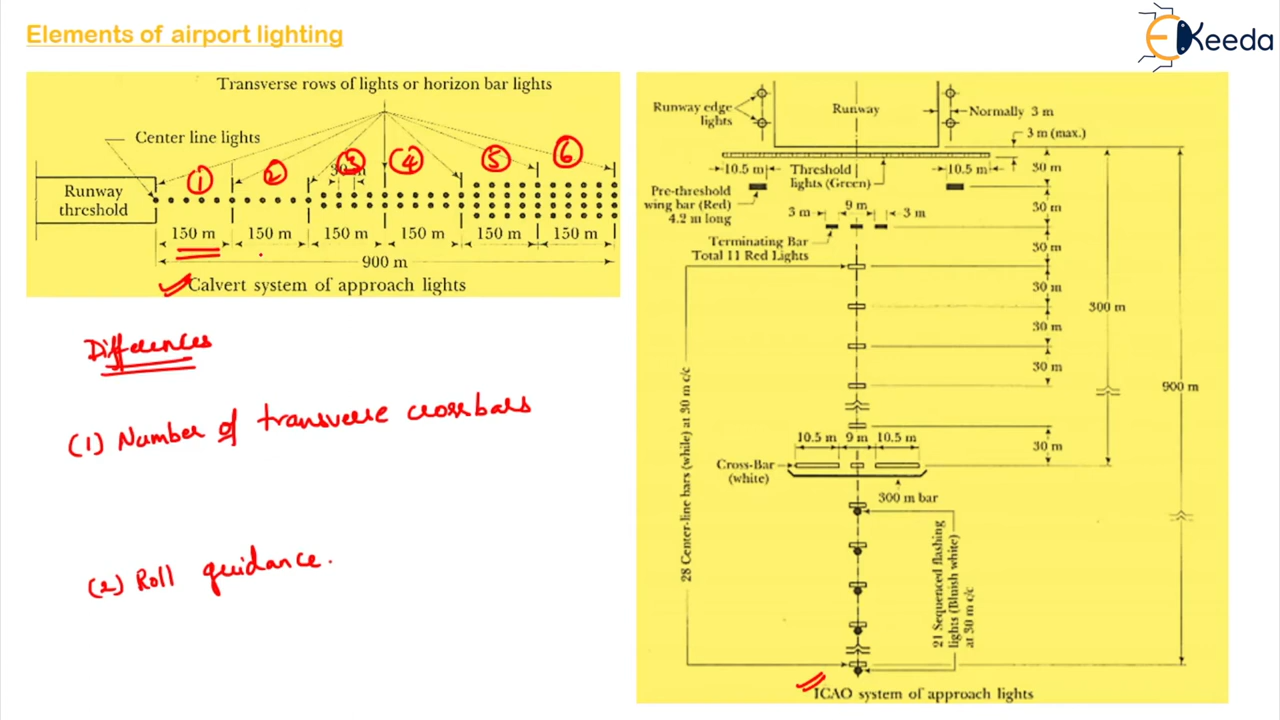 Elements of airport lighting
EKeeda
Transverse rows of lights or horizon bar lights
Center line lights
1 2 3 4 5 6
Runway
threshold
150 m 150 m 150 m 150 m 150 m 150 m
900 m
Calvert system of approach lights
Differences
(1) Number of transverse crossbars
(2) Roll guidance.
Runway edge
lights
Runway
Normally 3 m
3 m (max.)
10.5 m
Threshold
lights (Green)
10.5 m
30 m
Pre-threshold
wing bar (Red)
4.2 m long
3 m 9 m 3 m
30 m
Terminating Bar
Total 11 Red Lights
30 m
30 m
300 m
30 m
30 m
900 m
28 Center-line bars (white) at 30 m c/c
10.5 m 9 m 10.5 m
30 m
Cross-Bar
(white)
300 m bar
21 Sequenced flashing
lights (Bluish white)
at 30 m c/c
ICAO system of approach lights